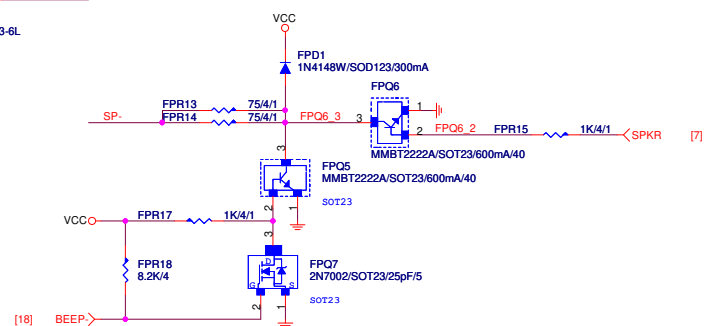 3-6L
VCC
FPD1
1N4148W/SOD123/300mA
FPQ6
FPR13 75/4/1
1
SP- FPR14 75/4/1 FPQ6_3 3
2 FPQ6_2 FPR15 1K/4/1 SPKR [7]
MMBT2222A/SOT23/600mA/40
3
FPQ5
MMBT2222A/SOT23/600mA/40
SOT23
2 1
VCC FPR17 1K/4/1
3
FPR18
8.2K/4
FPQ7
2N7002/SOT23/25pF/5
D
G S
SOT23
2 1
[18] BEEP-